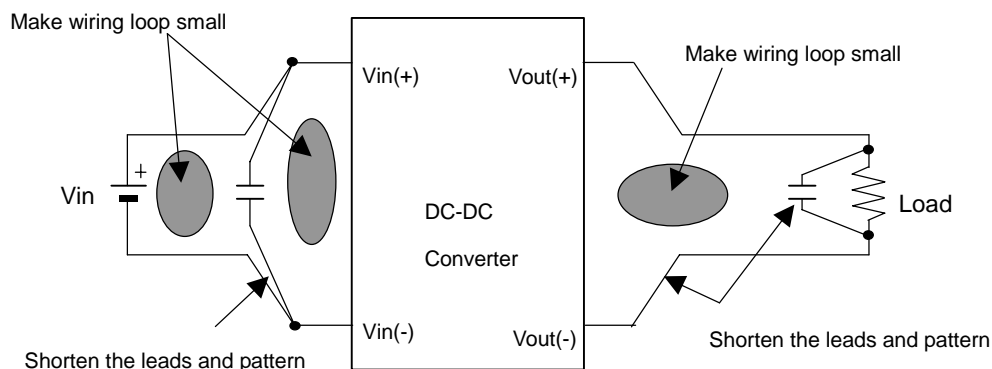 Make wiring loop small
Make wiring loop small
Vin(+)
Vout(+)
+
Vin
DC-DC
Converter
Load
Vin(-)
Vout(-)
Shorten the leads and pattern
Shorten the leads and pattern